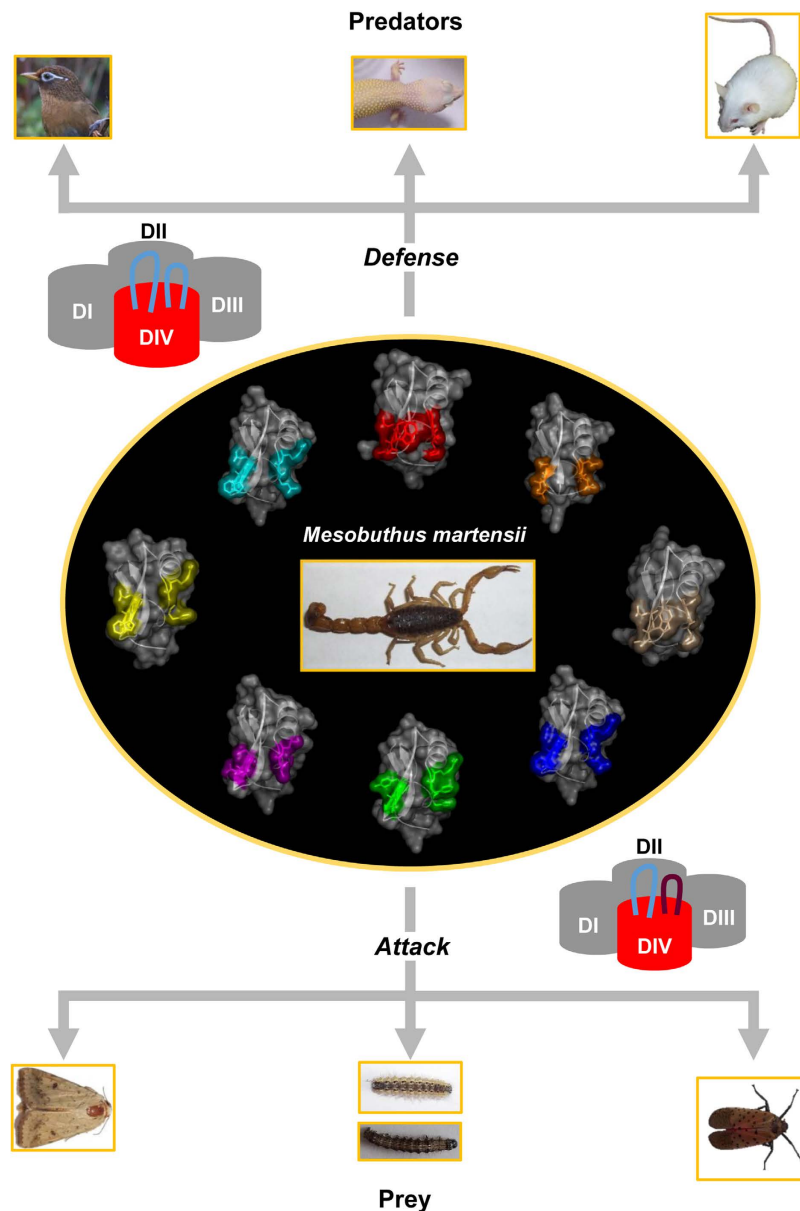 Predators
Defense
DII
DI
DIII
DIV
Mesobuthus martensii
DII
DI
DIII
DIV
Attack
Prey